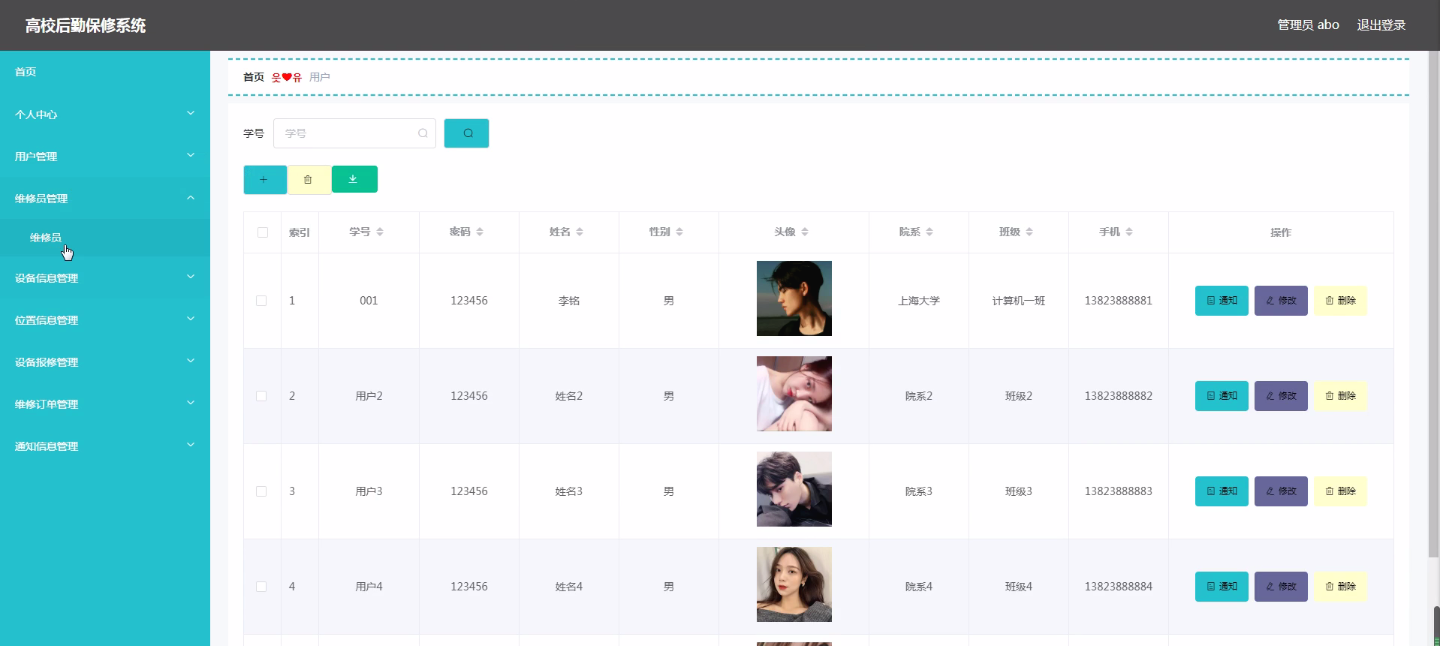 高校后勤保修系统 管理员 abo 退出登录
首页
个人中心
用户管理
维修员管理
维修员
设备信息管理
位置信息管理
设备报修管理
维修订单管理
通知信息管理
首页 웃❤유 用户
学号 学号
索引 学号 密码 姓名 性别 头像 院系 班级 手机 操作
1 001 123456 李铭 男 上海大学 计算机一班 13823888881 通知 修改 删除
2 用户2 123456 姓名2 男 院系2 班级2 13823888882 通知 修改 删除
3 用户3 123456 姓名3 男 院系3 班级3 13823888883 通知 修改 删除
4 用户4 123456 姓名4 男 院系4 班级4 13823888884 通知 修改 删除